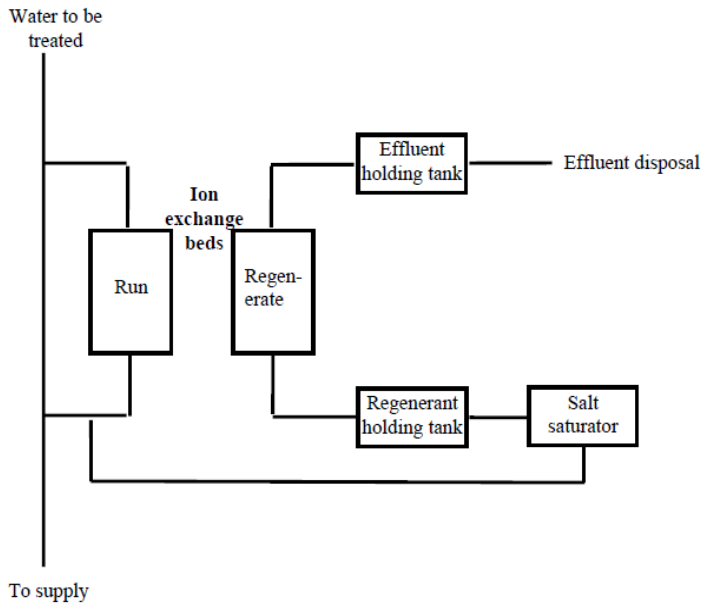 Water to be
treated
Effluent
holding tank
Effluent disposal
Ion
exchange
beds
Run
Regen-
erate
Regenerant
holding tank
Salt
saturator
To supply